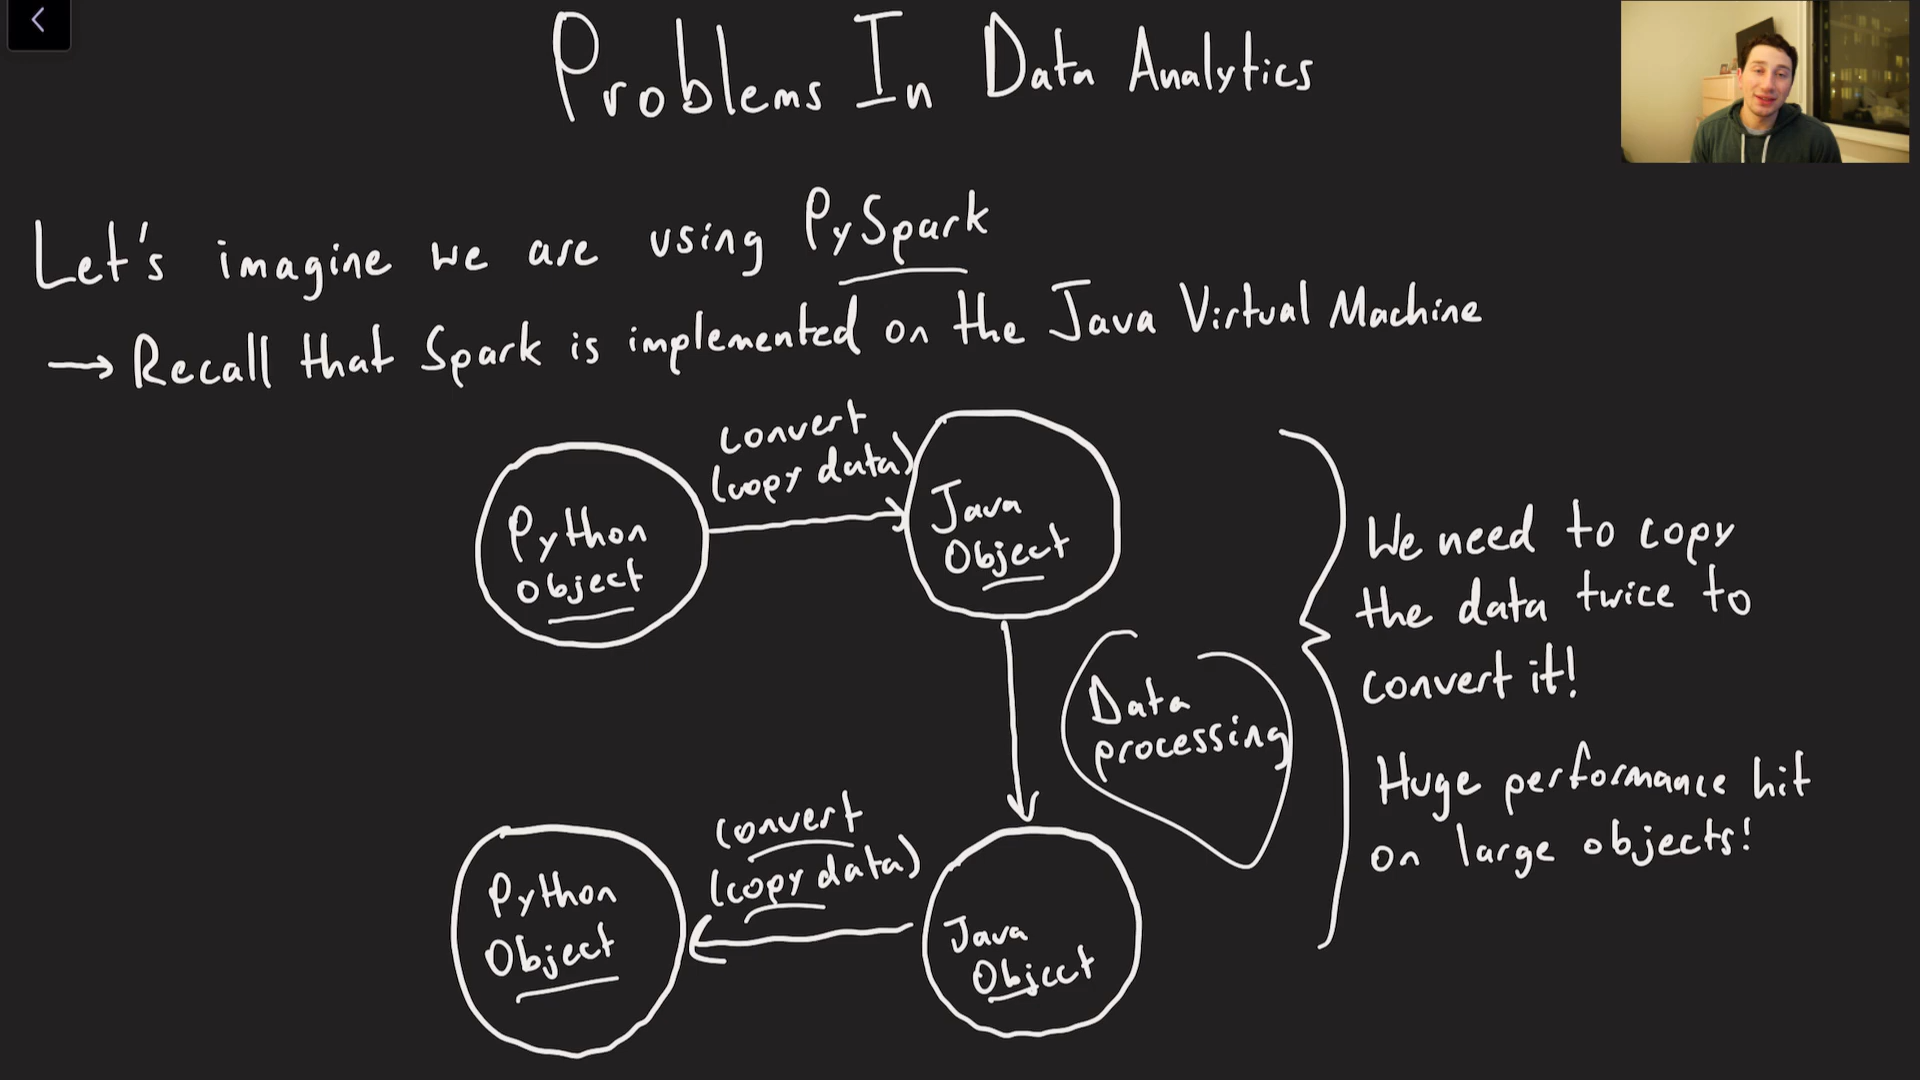 Problems In Data Analytics
Let's imagine we are using PySpark
→ Recall that Spark is implemented on the Java Virtual Machine
convert
(copy data)
Python
object
Java
Object
Data
processing
convert
(copy data)
Python
Object
Java
Object
We need to copy
the data twice to
convert it!
Huge performance hit
on large objects!